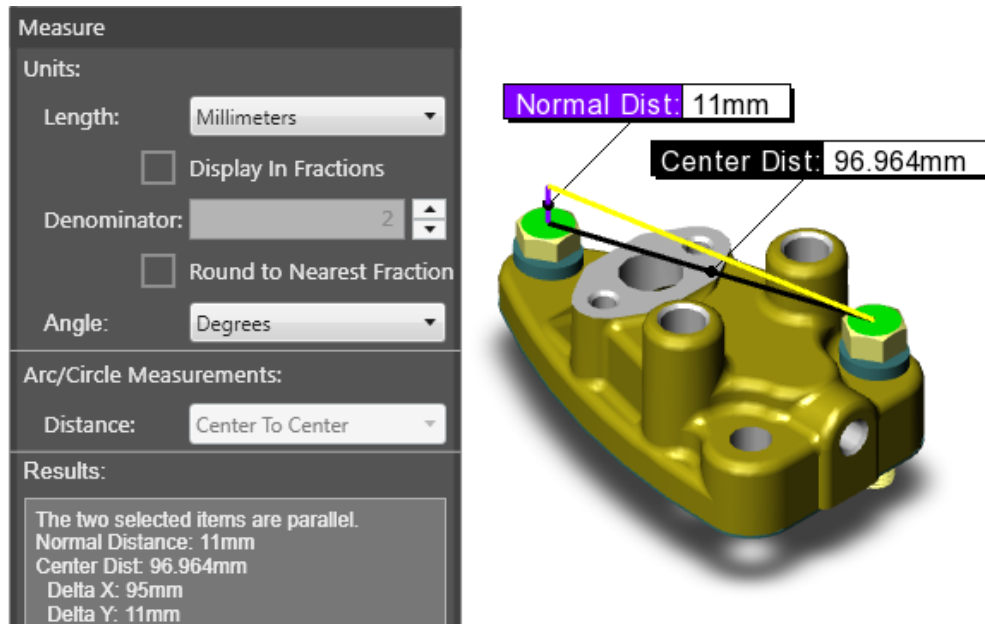 Measure
Units:
Length: Millimeters
Display In Fractions
Denominator: 2
Round to Nearest Fraction
Angle: Degrees
Arc/Circle Measurements:
Distance: Center To Center
Results:
The two selected items are parallel.
Normal Distance: 11mm
Center Dist: 96.964mm
Delta X: 95mm
Delta Y: 11mm
Normal Dist: 11mm
Center Dist: 96.964mm